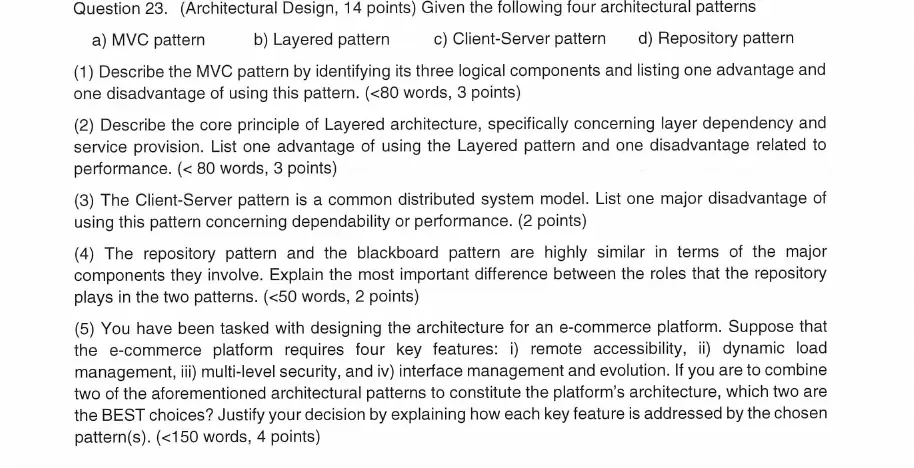 Question 23. (Architectural Design, 14 points) Given the following four architectural patterns
a) MVC pattern b) Layered pattern c) Client-Server pattern d) Repository pattern
(1) Describe the MVC pattern by identifying its three logical components and listing one advantage and
one disadvantage of using this pattern. (<80 words, 3 points)
(2) Describe the core principle of Layered architecture, specifically concerning layer dependency and
service provision. List one advantage of using the Layered pattern and one disadvantage related to
performance. (< 80 words, 3 points)
(3) The Client-Server pattern is a common distributed system model. List one major disadvantage of
using this pattern concerning dependability or performance. (2 points)
(4) The repository pattern and the blackboard pattern are highly similar in terms of the major
components they involve. Explain the most important difference between the roles that the repository
plays in the two patterns. (<50 words, 2 points)
(5) You have been tasked with designing the architecture for an e-commerce platform. Suppose that
the e-commerce platform requires four key features: i) remote accessibility, ii) dynamic load
management, iii) multi-level security, and iv) interface management and evolution. If you are to combine
two of the aforementioned architectural patterns to constitute the platform's architecture, which two are
the BEST choices? Justify your decision by explaining how each key feature is addressed by the chosen
pattern(s). (<150 words, 4 points)